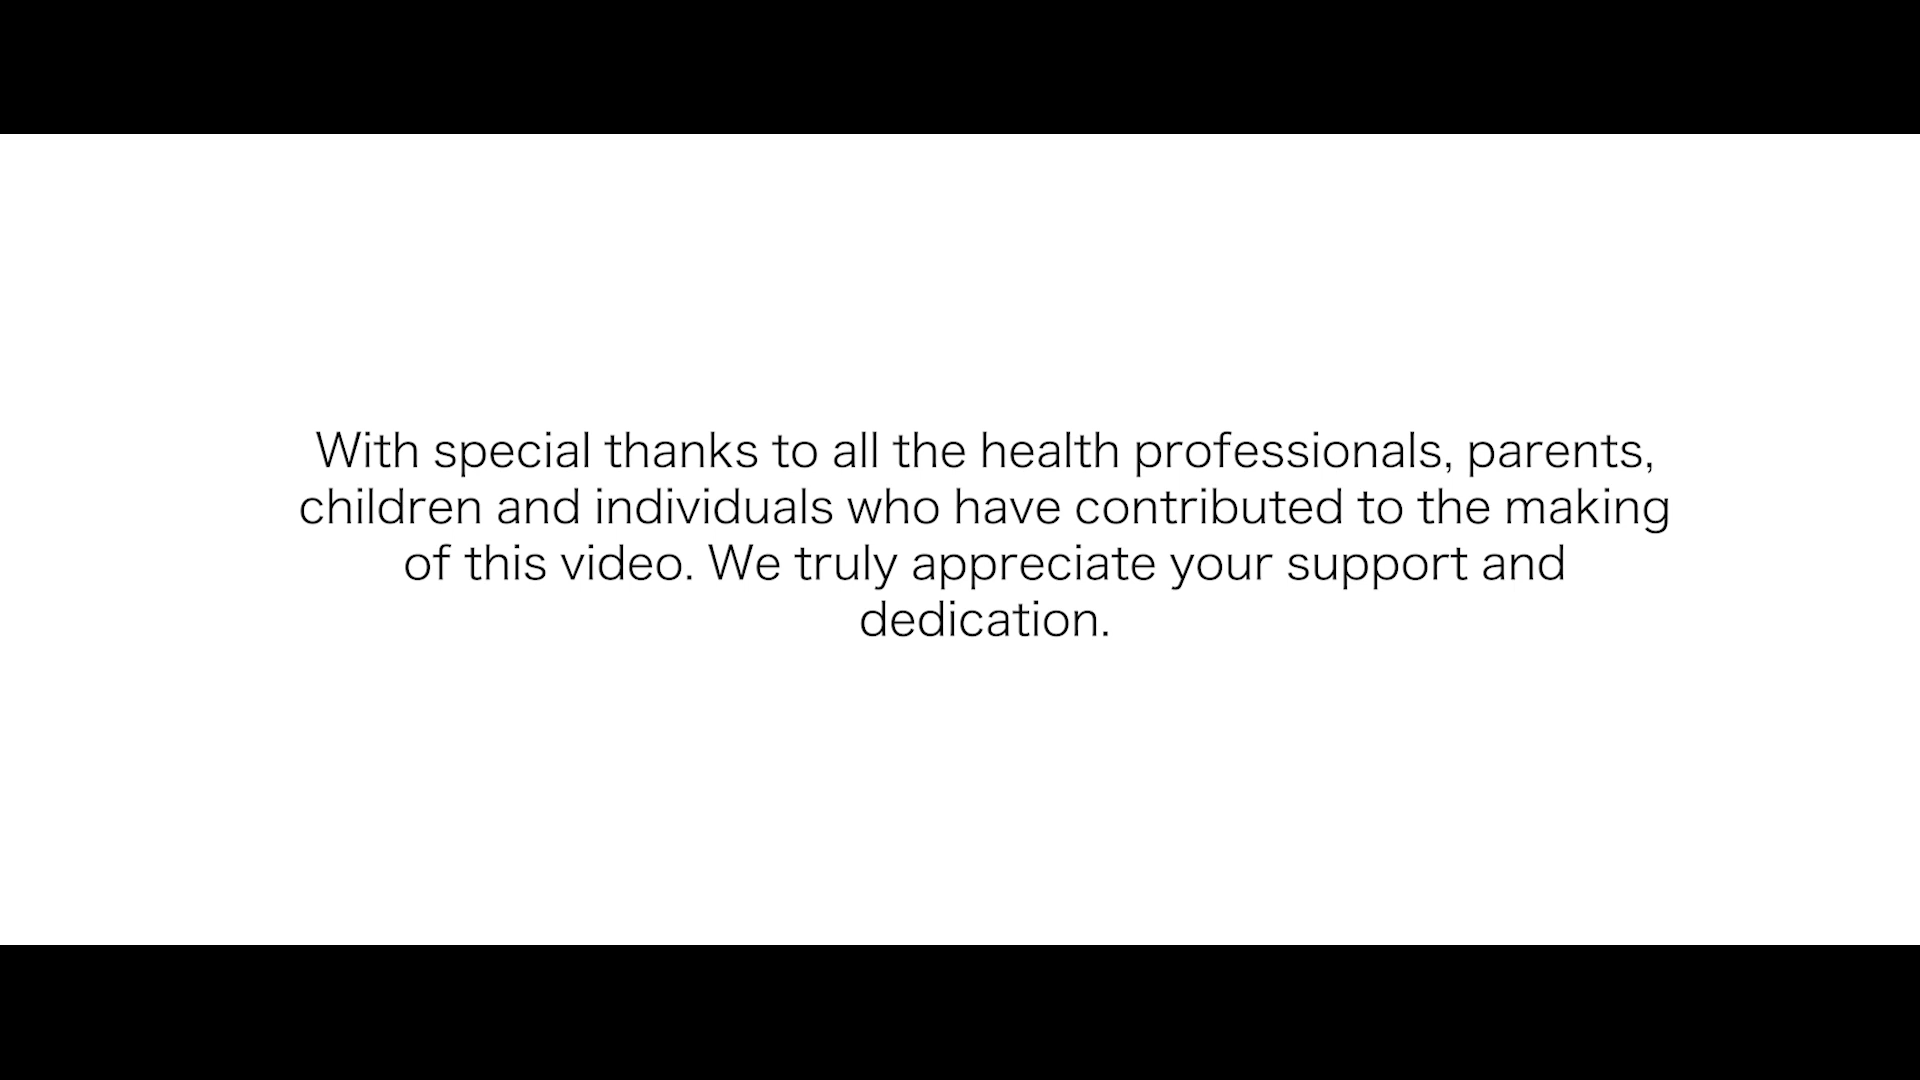 With special thanks to all the health professionals, parents,
children and individuals who have contributed to the making
of this video. We truly appreciate your support and
dedication.